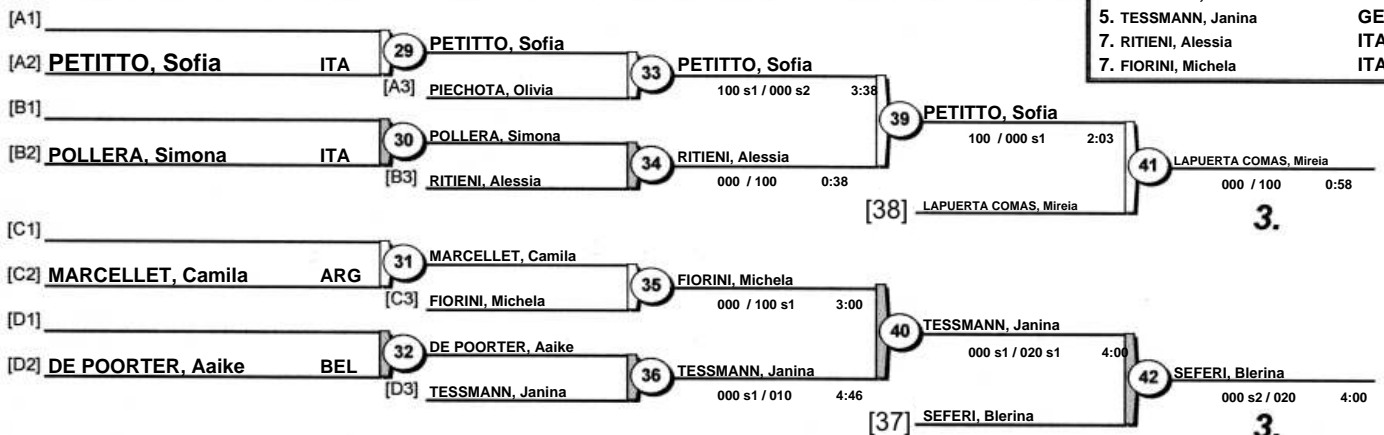 5. TESSMANN, Janina GE
7. RITIENI, Alessia ITA
7. FIORINI, Michela ITA
[A1]
[A2] PETITTO, Sofia ITA
29 PETITTO, Sofia
[A3] PIECHOTA, Olivia
33 PETITTO, Sofia
100 s1 / 000 s2 3:38
[B1]
[B2] POLLERA, Simona ITA
30 POLLERA, Simona
[B3] RITIENI, Alessia
34 RITIENI, Alessia
000 / 100 0:38
39 PETITTO, Sofia
100 / 000 s1 2:03
[38] LAPUERTA COMAS, Mireia
41 LAPUERTA COMAS, Mireia
000 / 100 0:58
3.
[C1]
[C2] MARCELLET, Camila ARG
31 MARCELLET, Camila
[C3] FIORINI, Michela
35 FIORINI, Michela
000 / 100 s1 3:00
[D1]
[D2] DE POORTER, Aaike BEL
32 DE POORTER, Aaike
[D3] TESSMANN, Janina
36 TESSMANN, Janina
000 s1 / 010 4:46
40 TESSMANN, Janina
000 s1 / 020 s1 4:00
[37] SEFERI, Blerina
42 SEFERI, Blerina
000 s2 / 020 4:00
3.